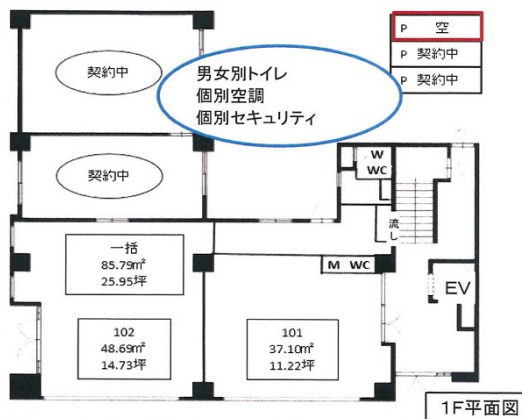 契約中
男女別トイレ
個別空調
個別セキュリティ
P 空
P 契約中
P 契約中
契約中
W
WC
流し
一括
85.79㎡
25.95坪
M WC
EV
102
48.69㎡
14.73坪
101
37.10㎡
11.22坪
1F平面図